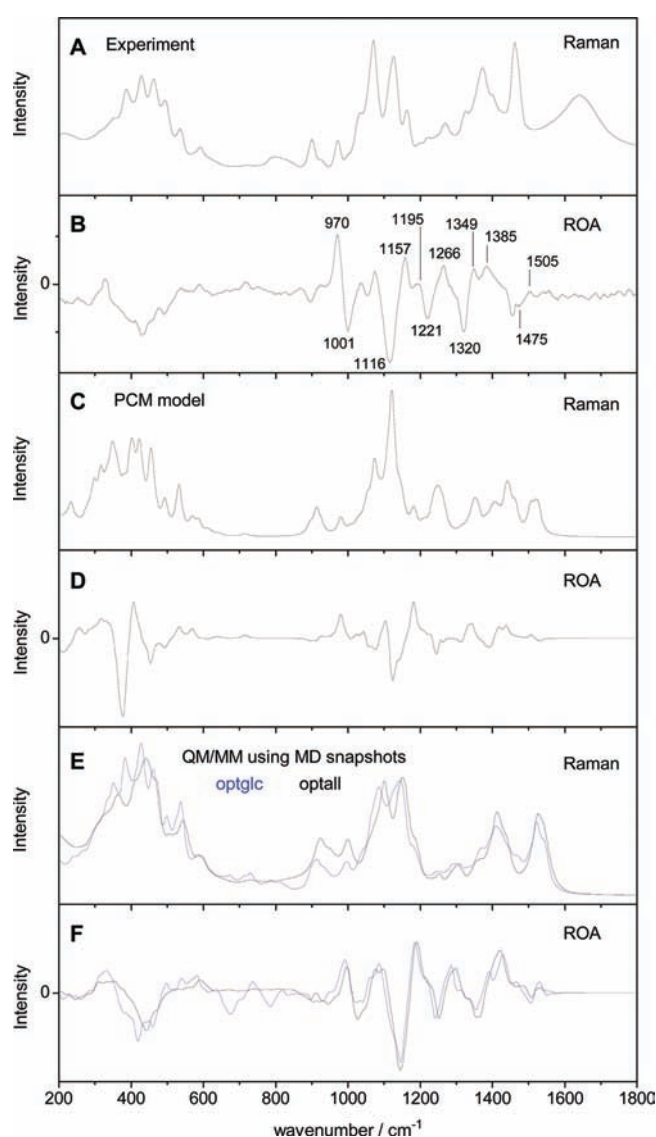 A Experiment Raman
Intensity
B ROA
970 1157 1195 1266 1349 1385 1505
0
1001 1116 1221 1320 1475
Intensity
C PCM model Raman
Intensity
D ROA
0
Intensity
E QM/MM using MD snapshots Raman
optglc optall
Intensity
F ROA
0
Intensity
200 400 600 800 1000 1200 1400 1600 1800
wavenumber / cm⁻¹